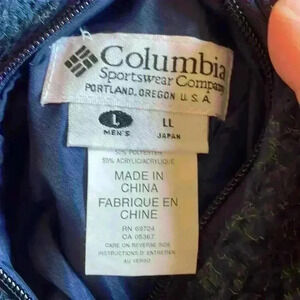 Columbia
Sportswear Company
PORTLAND, OREGON U. S. A.
L LL
MEN'S JAPAN
50% POLYESTER
50% ACRYLIC/ACRYLIQUE
MADE IN
CHINA
FABRIQUE EN
CHINE
RN 69724
CA 05367
CARE ON REVERSE SIDE
INSTRUCTIONS D'ENTRETIEN
AU VERSO